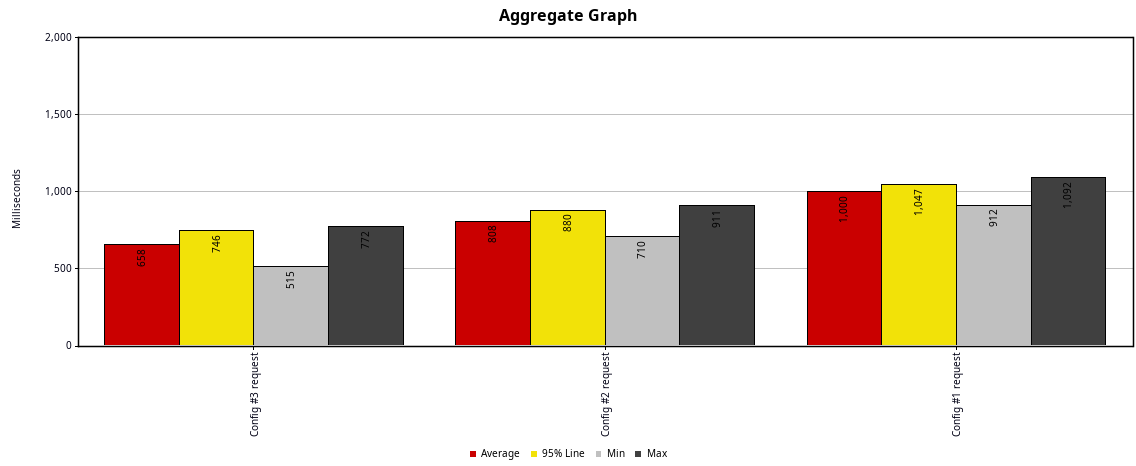 Aggregate Graph
Milliseconds
2,000
1,500
1,000
500
0
658
746
515
772
808
880
710
911
1,000
1,047
912
1,092
Config #3 request
Config #2 request
Config #1 request
Average 95% Line Min Max